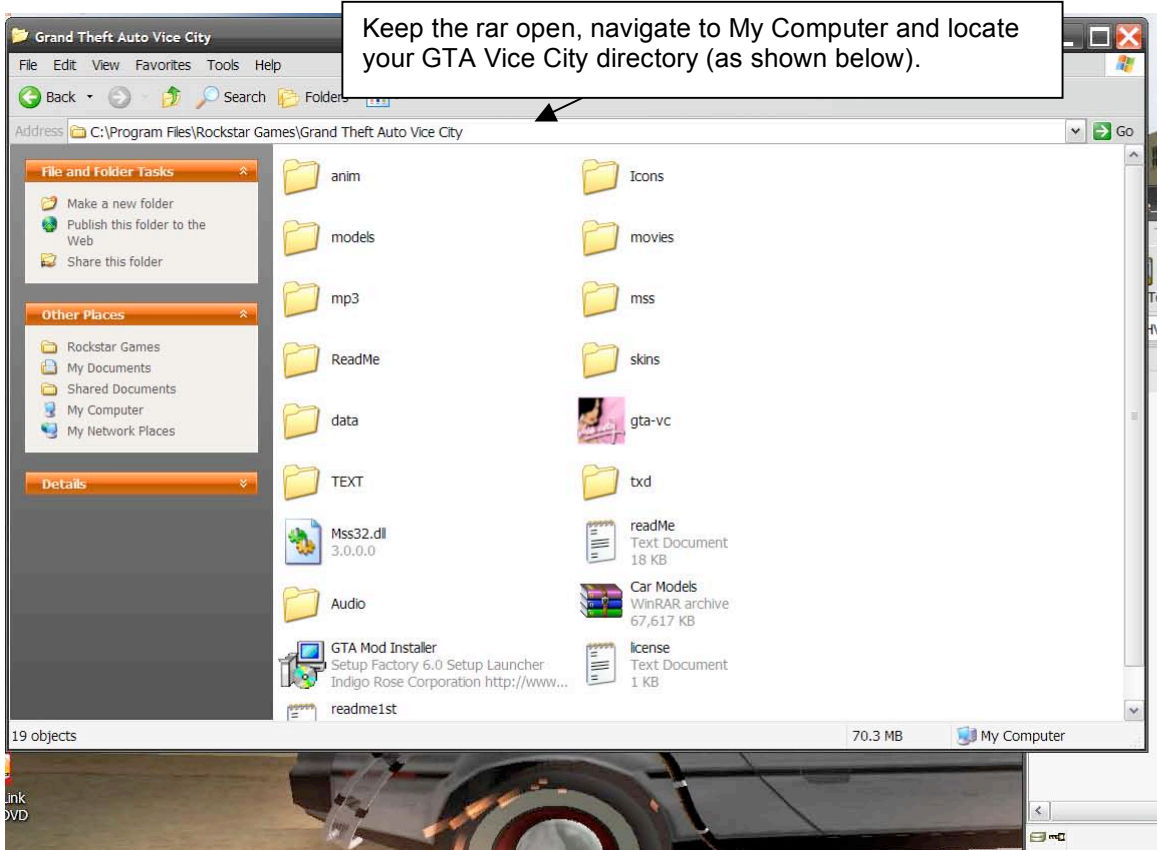 Keep the rar open, navigate to My Computer and locate
your GTA Vice City directory (as shown below).
Grand Theft Auto Vice City
File Edit View Favorites Tools Help
Back Search Folders
Address C:\Program Files\Rockstar Games\Grand Theft Auto Vice City Go
File and Folder Tasks
Make a new folder
Publish this folder to the
Web
Share this folder
Other Places
Rockstar Games
My Documents
Shared Documents
My Computer
My Network Places
Details
anim
Icons
models
movies
mp3
mss
ReadMe
skins
data
gta-vc
TEXT
txd
Mss32.dll
3.0.0.0
readMe
Text Document
18 KB
Audio
Car Models
WinRAR archive
67,617 KB
GTA Mod Installer
Setup Factory 6.0 Setup Launcher
Indigo Rose Corporation http://www...
license
Text Document
1 KB
readme1st
19 objects 70.3 MB My Computer
DVD